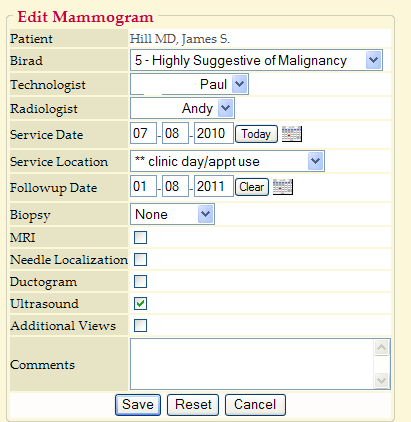 Edit Mammogram
Patient Hill MD, James S.
Birad 5 - Highly Suggestive of Malignancy
Technologist Paul
Radiologist Andy
Service Date 07 - 08 - 2010 Today
Service Location ** clinic day/appt use
Followup Date 01 - 08 - 2011 Clear
Biopsy None
MRI
Needle Localization
Ductogram
Ultrasound
Additional Views
Comments
Save Reset Cancel